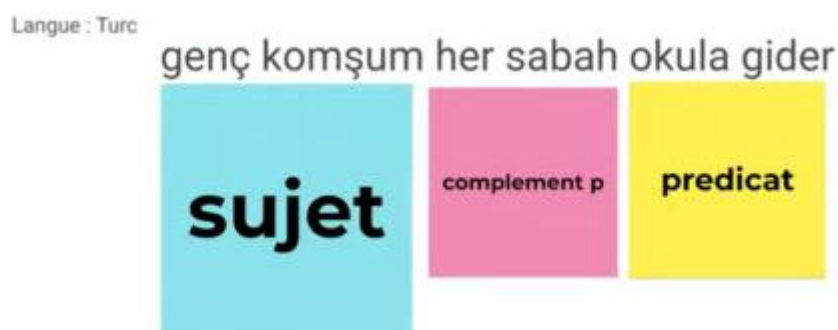 Langue : Turc
genç komşum her sabah okula gider
sujet
complement p
predicat